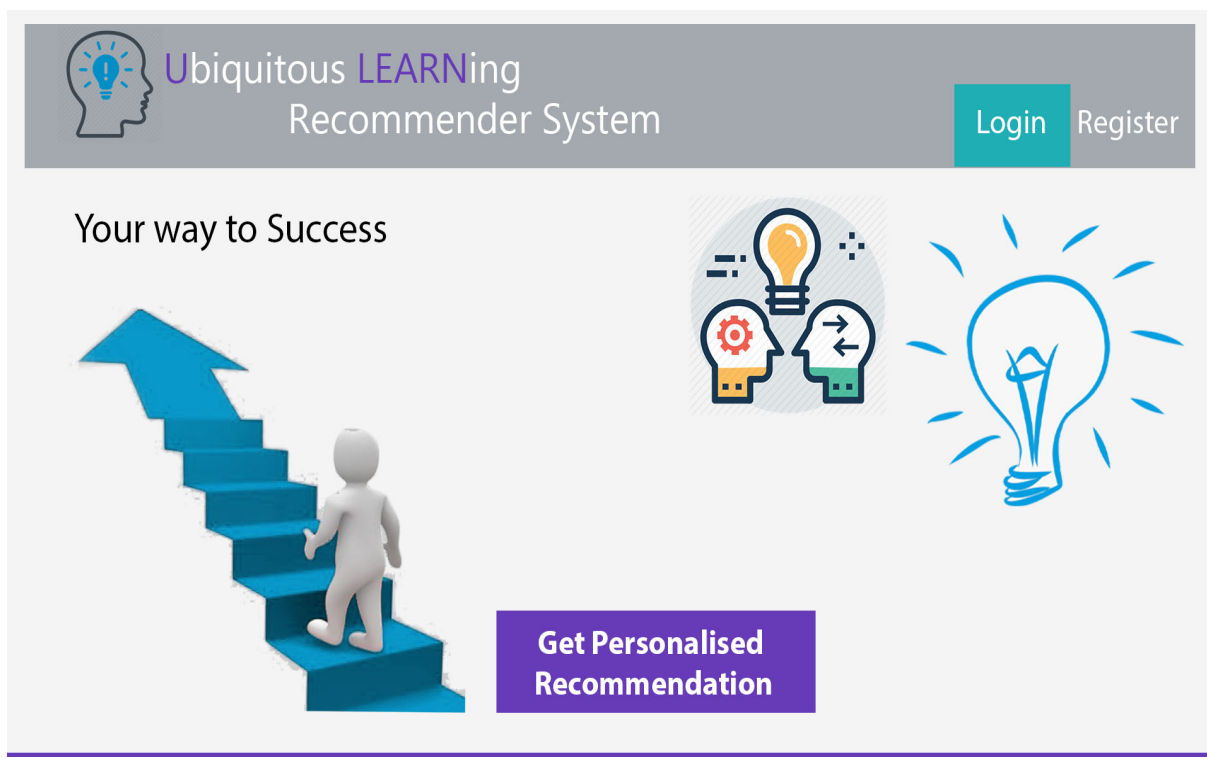 Ubiquitous LEARNing
Recommender System
Login Register
Your way to Success
Get Personalised
Recommendation